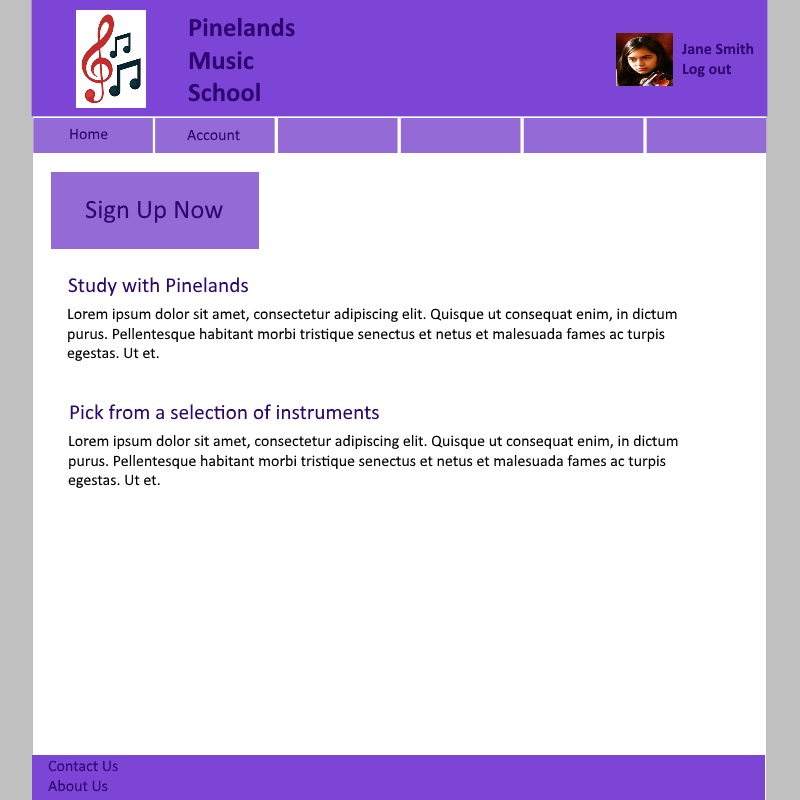 Pinelands
Music
School
Jane Smith
Log out
Home
Account
Sign Up Now
Study with Pinelands
Lorem ipsum dolor sit amet, consectetur adipiscing elit. Quisque ut consequat enim, in dictum
purus. Pellentesque habitant morbi tristique senectus et netus et malesuada fames ac turpis
egestas. Ut et.
Pick from a selection of instruments
Lorem ipsum dolor sit amet, consectetur adipiscing elit. Quisque ut consequat enim, in dictum
purus. Pellentesque habitant morbi tristique senectus et netus et malesuada fames ac turpis
egestas. Ut et.
Contact Us
About Us